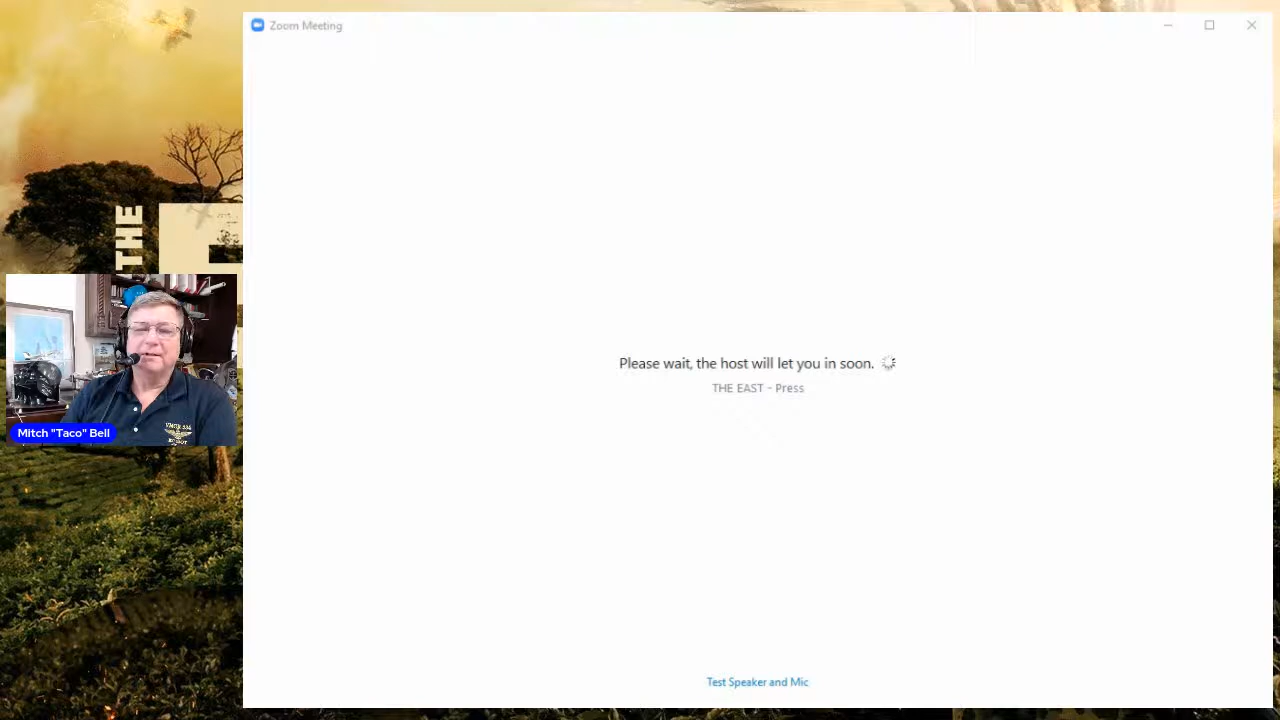 Zoom Meeting
THE
Please wait, the host will let you in soon.
THE EAST - Press
Mitch "Taco" Bell
Test Speaker and Mic